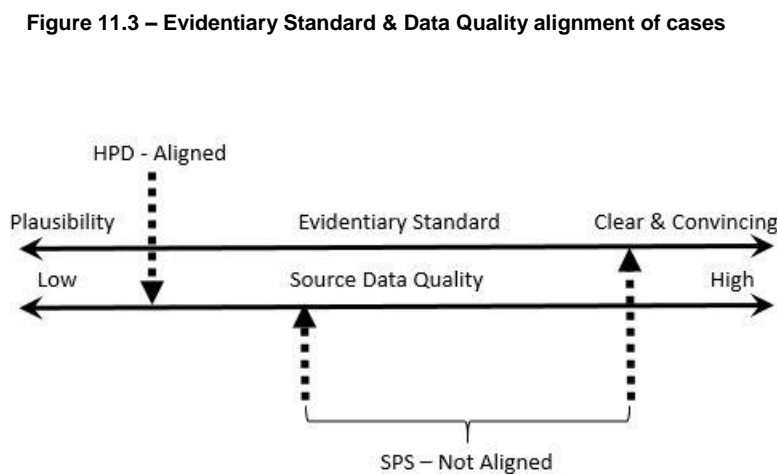 Figure 11.3 – Evidentiary Standard & Data Quality alignment of cases
HPD - Aligned
Plausibility Evidentiary Standard Clear & Convincing
Low Source Data Quality High
SPS – Not Aligned